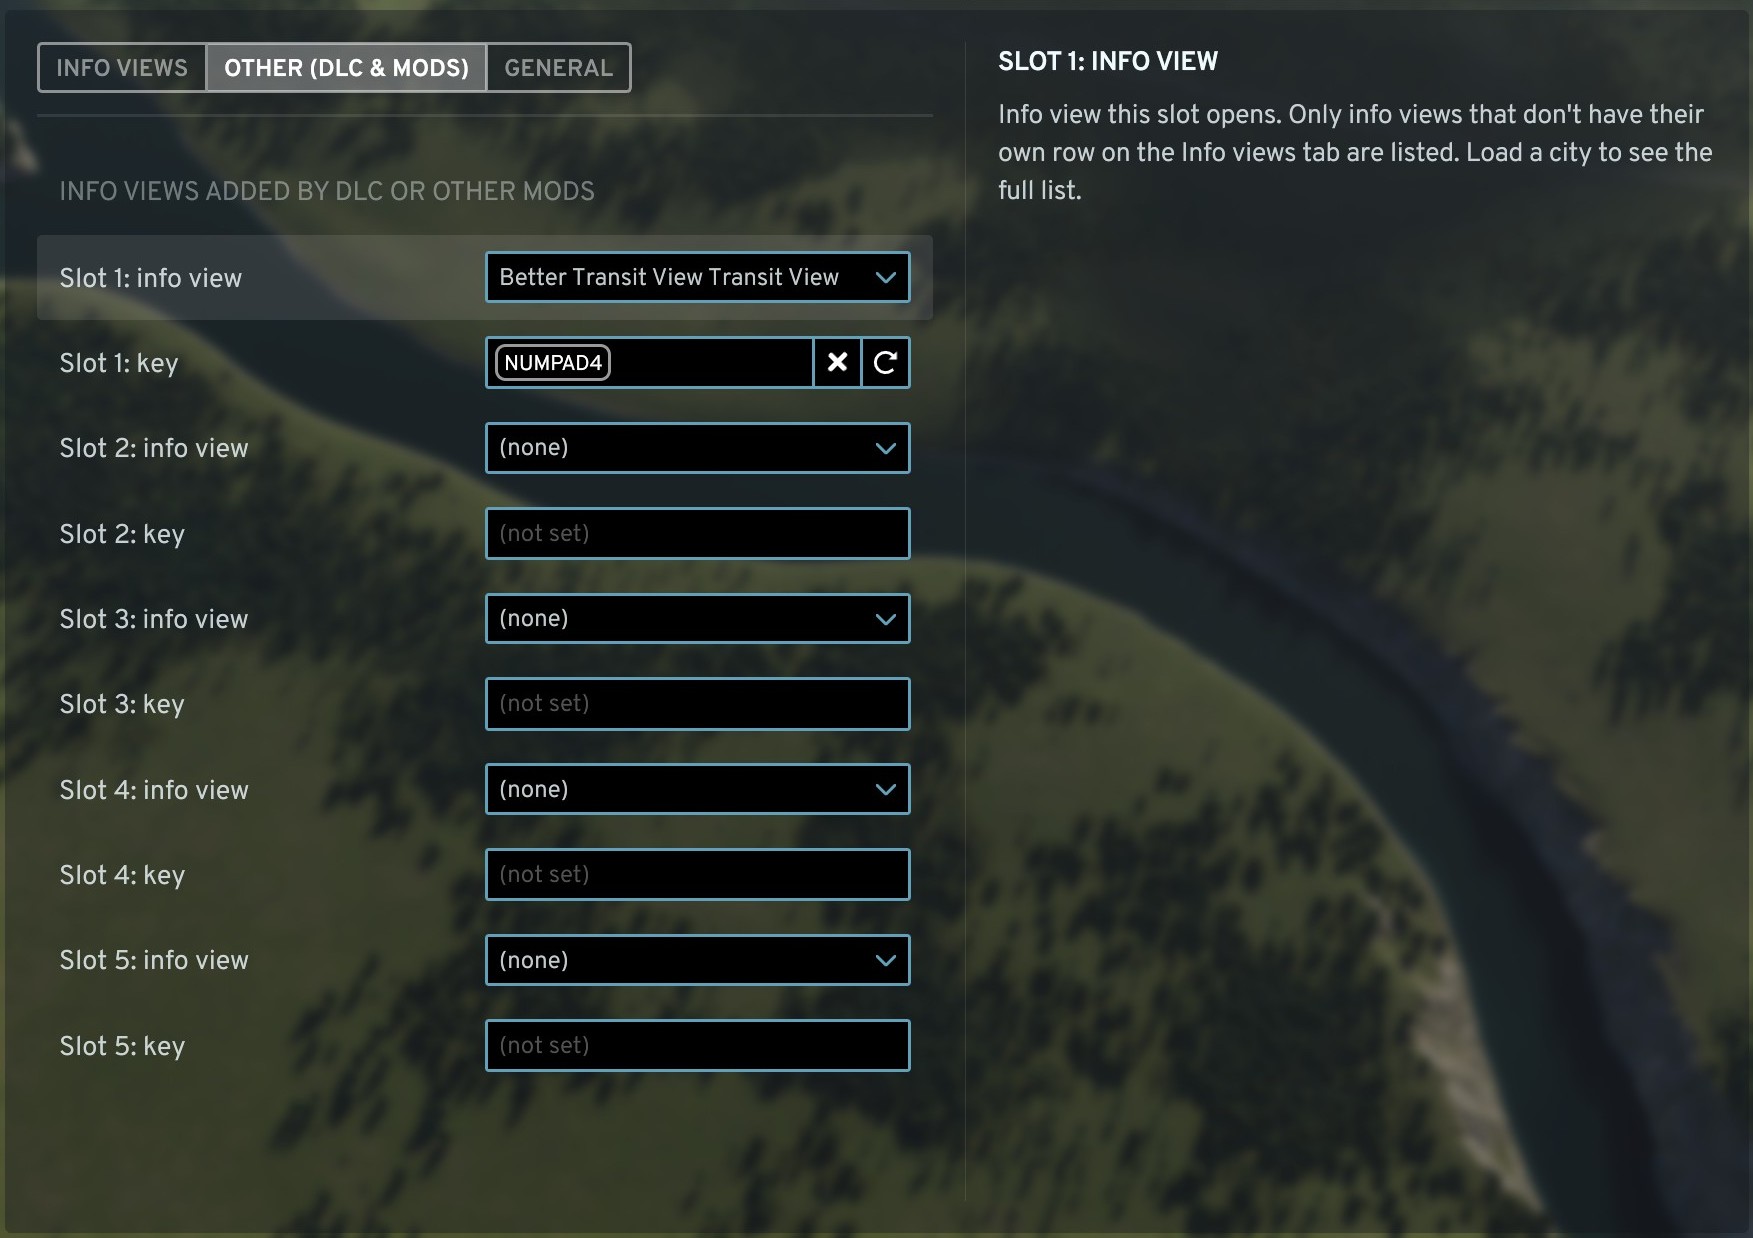 INFO VIEWS OTHER (DLC & MODS) GENERAL
INFO VIEWS ADDED BY DLC OR OTHER MODS
Slot 1: info view Better Transit View Transit View
Slot 1: key NUMPAD4
Slot 2: info view (none)
Slot 2: key (not set)
Slot 3: info view (none)
Slot 3: key (not set)
Slot 4: info view (none)
Slot 4: key (not set)
Slot 5: info view (none)
Slot 5: key (not set)
SLOT 1: INFO VIEW
Info view this slot opens. Only info views that don't have their
own row on the Info views tab are listed. Load a city to see the
full list.